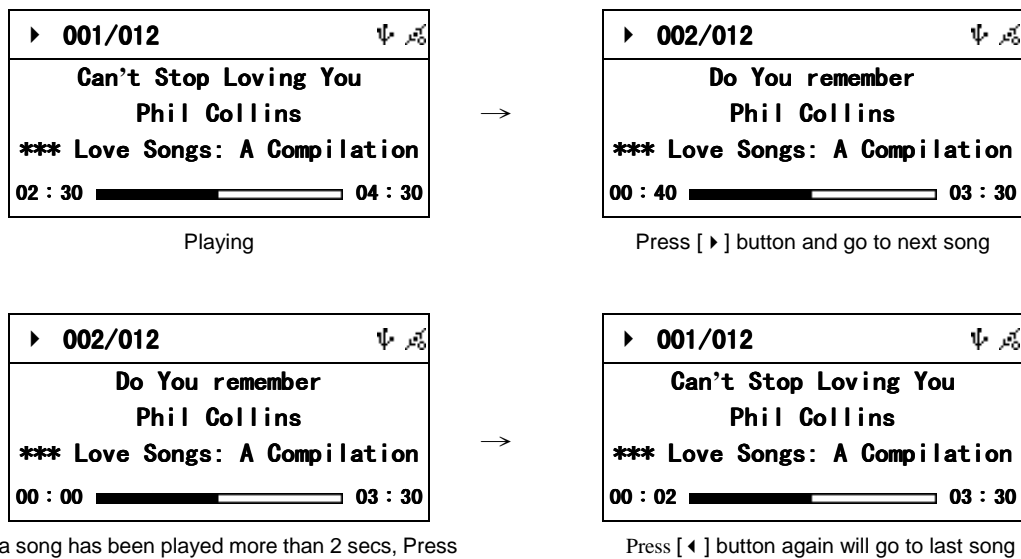 ▶ 001/012
Can't Stop Loving You
Phil Collins
*** Love Songs: A Compilation
02:30 04:30
Playing
→
▶ 002/012
Do You remember
Phil Collins
*** Love Songs: A Compilation
00:40 03:30
Press [▶] button and go to next song
▶ 002/012
Do You remember
Phil Collins
*** Love Songs: A Compilation
00:00 03:30
a song has been played more than 2 secs, Press
→
▶ 001/012
Can't Stop Loving You
Phil Collins
*** Love Songs: A Compilation
00:02 03:30
Press [◀] button again will go to last song